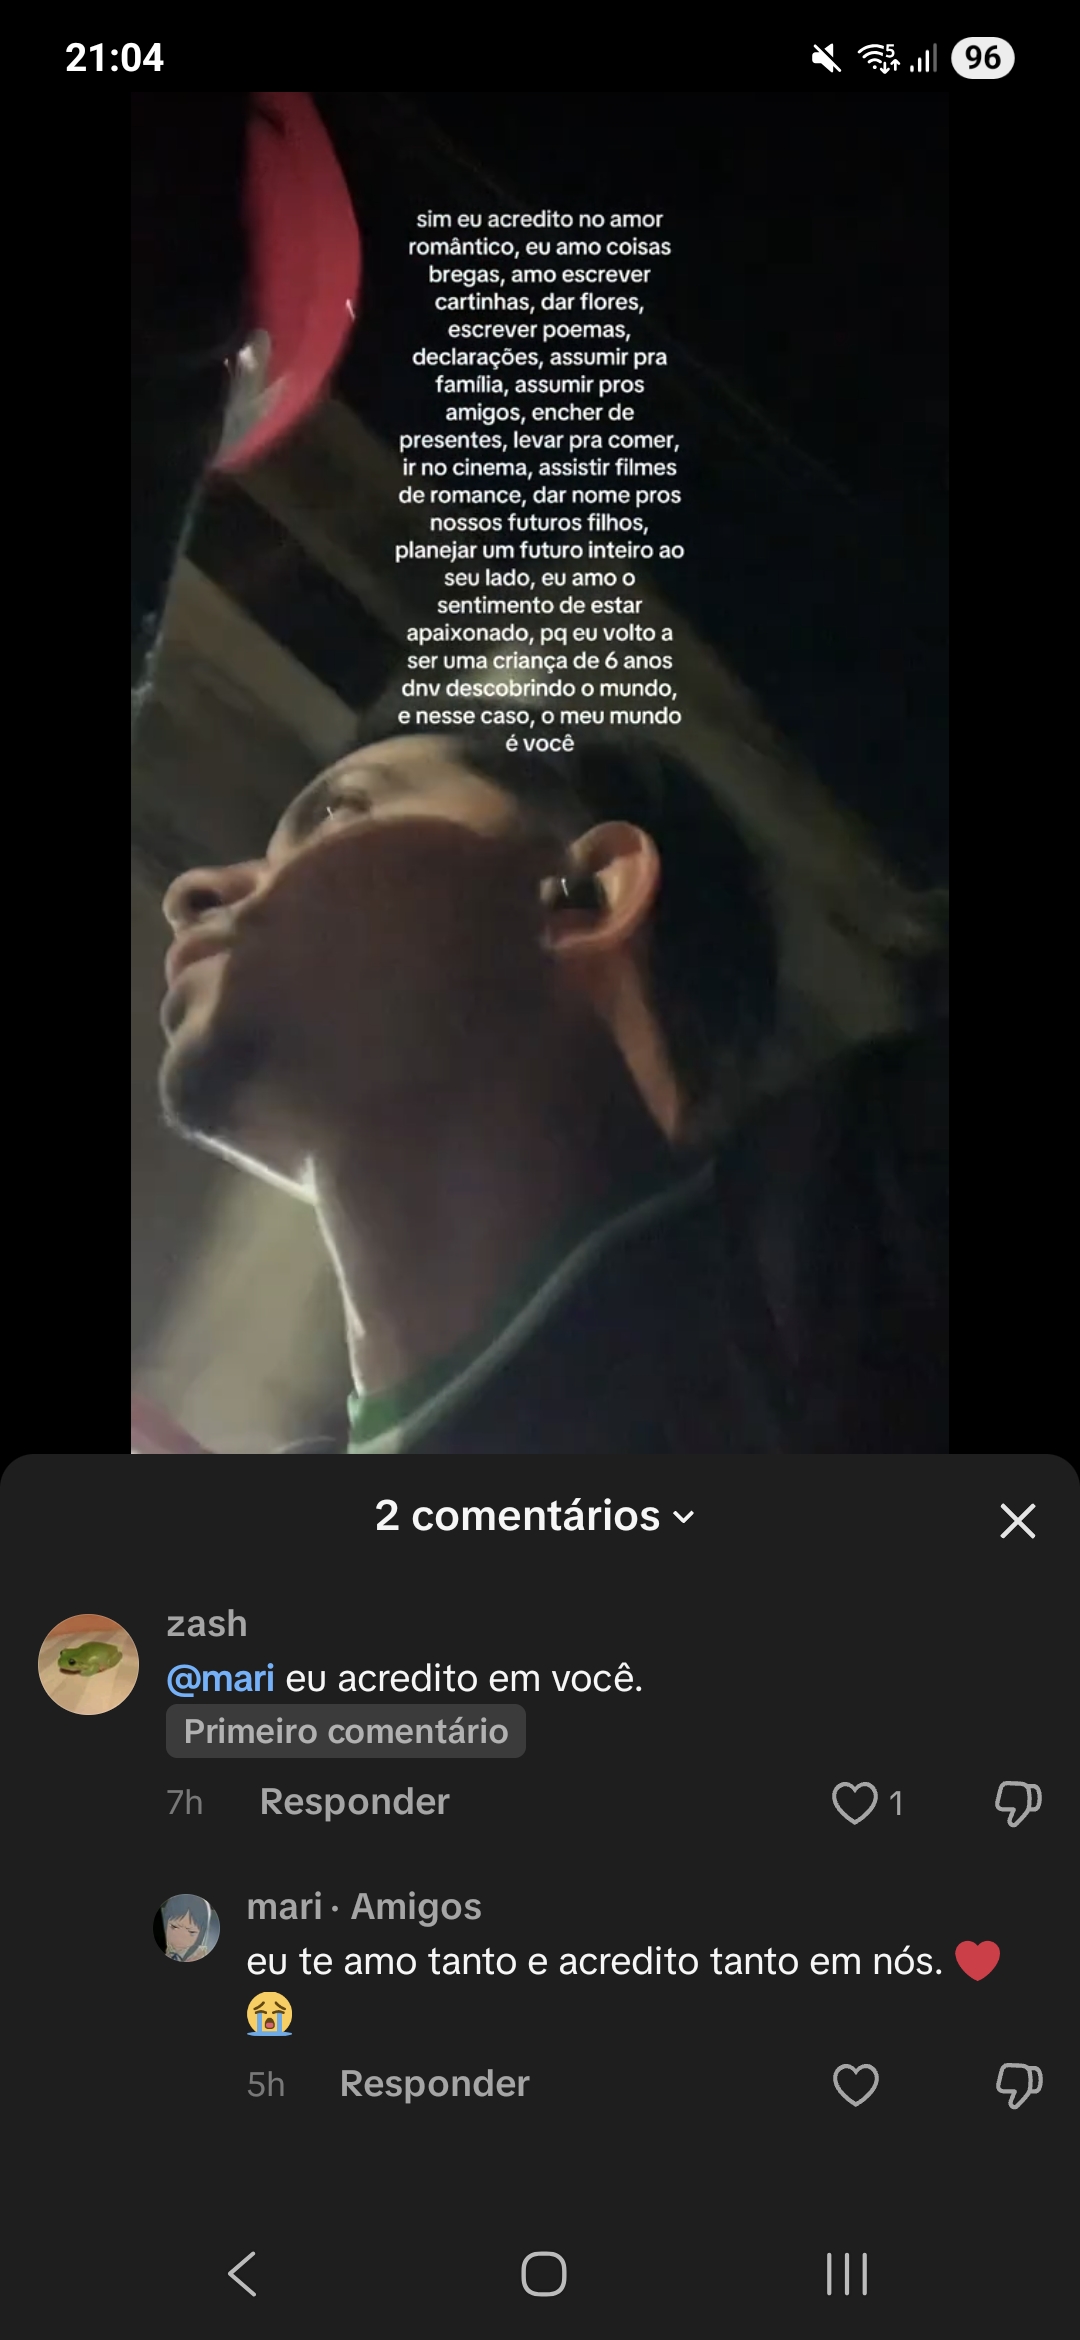 21:04
5
96
sim eu acredito no amor
romântico, eu amo coisas
bregas, amo escrever
cartinhas, dar flores,
escrever poemas,
declarações, assumir pra
família, assumir pros
amigos, encher de
presentes, levar pra comer,
ir no cinema, assistir filmes
de romance, dar nome pros
nossos futuros filhos,
planejar um futuro inteiro ao
seu lado, eu amo o
sentimento de estar
apaixonado, pq eu volto a
ser uma criança de 6 anos
dnv descobrindo o mundo,
e nesse caso, o meu mundo
é você
2 comentários
zash
@mari eu acredito em você.
Primeiro comentário
7h Responder 1
mari · Amigos
eu te amo tanto e acredito tanto em nós. ❤️
😭
5h Responder